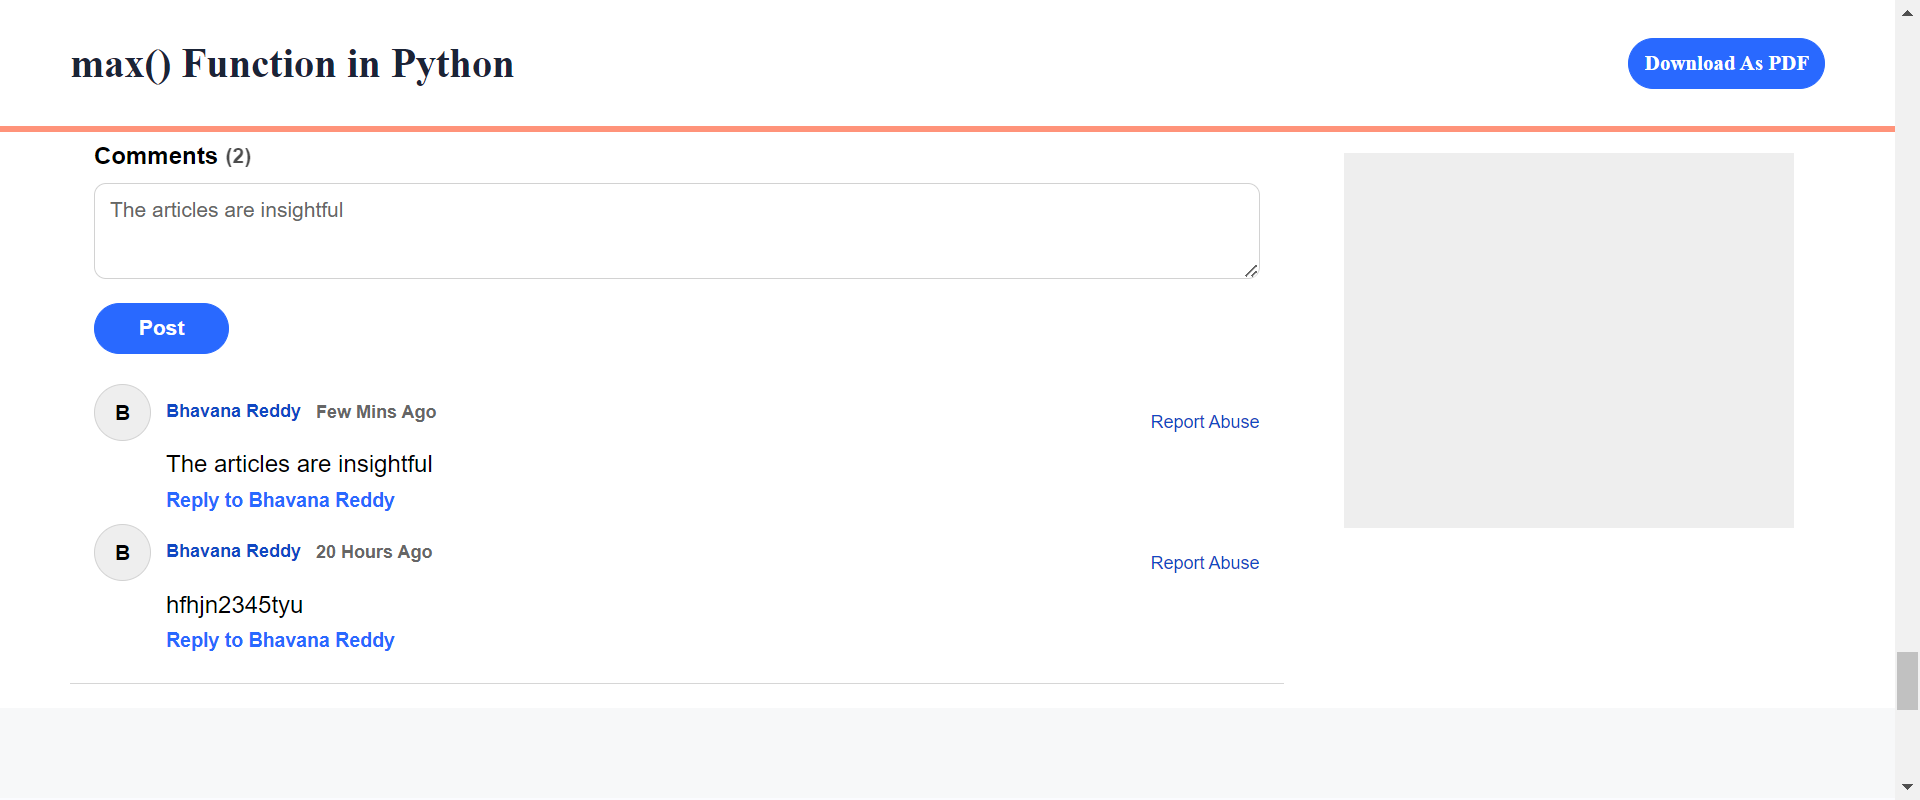 max() Function in Python
Download As PDF
Comments (2)
The articles are insightful
Post
B
Bhavana Reddy Few Mins Ago
Report Abuse
The articles are insightful
Reply to Bhavana Reddy
B
Bhavana Reddy 20 Hours Ago
Report Abuse
hfhjn2345tyu
Reply to Bhavana Reddy